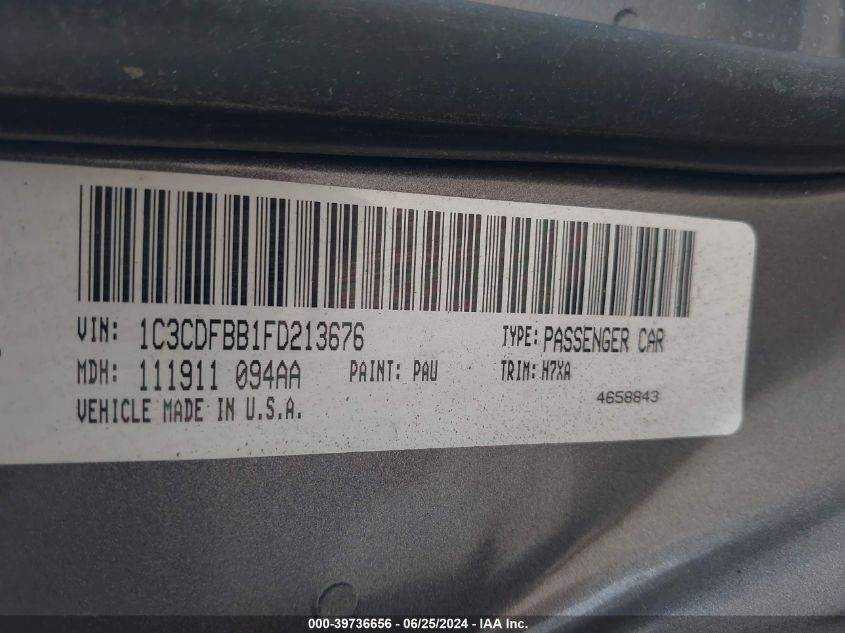 VIN: 1C3CDFBB1FD213676 TYPE: PASSENGER CAR
MDH: 111911 094AA PAINT: PAU TRIM: H7XA
VEHICLE MADE IN U.S.A. 4658843
000-39736656 - 06/25/2024 - IAA Inc.